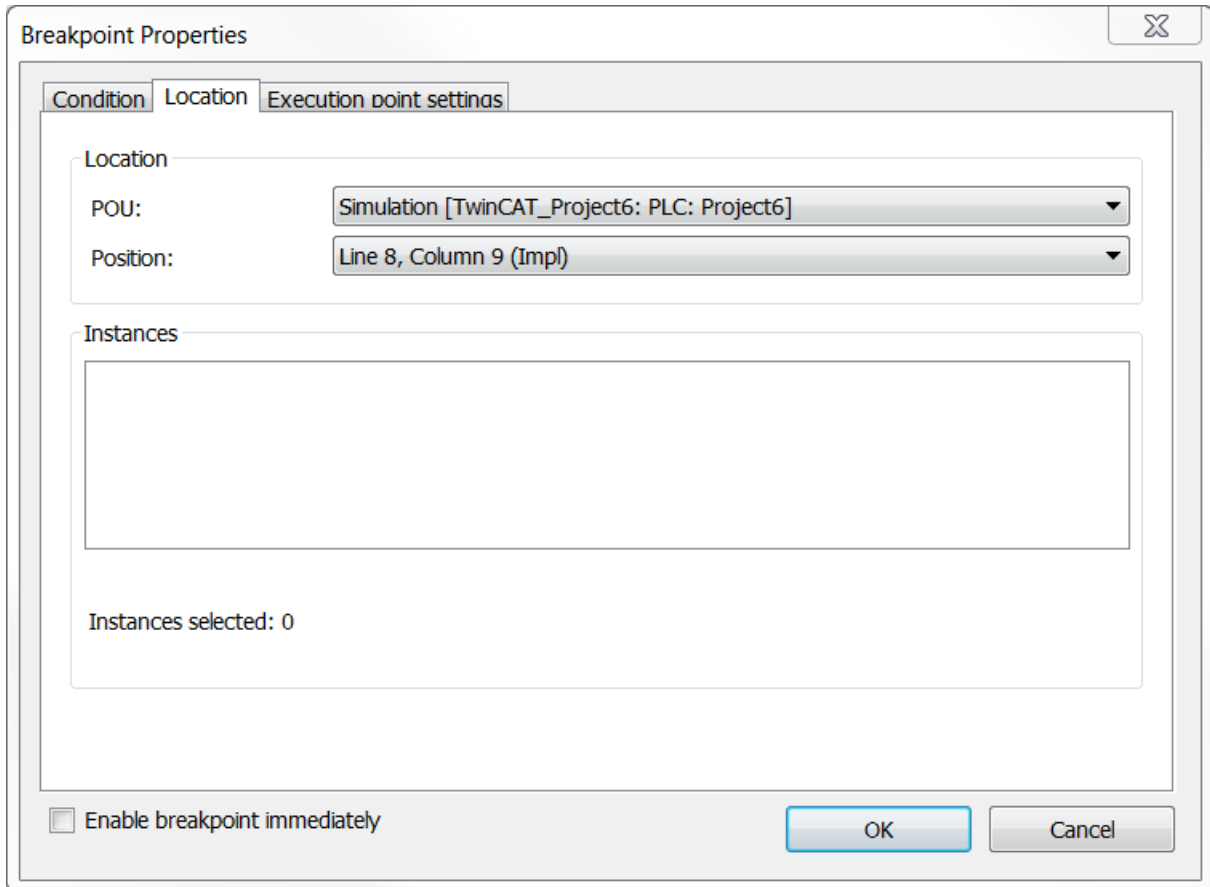 Breakpoint Properties
Condition Location Execution point settings
Location
POU: Simulation [TwinCAT_Project6: PLC: Project6]
Position: Line 8, Column 9 (Impl)
Instances
Instances selected: 0
Enable breakpoint immediately OK Cancel